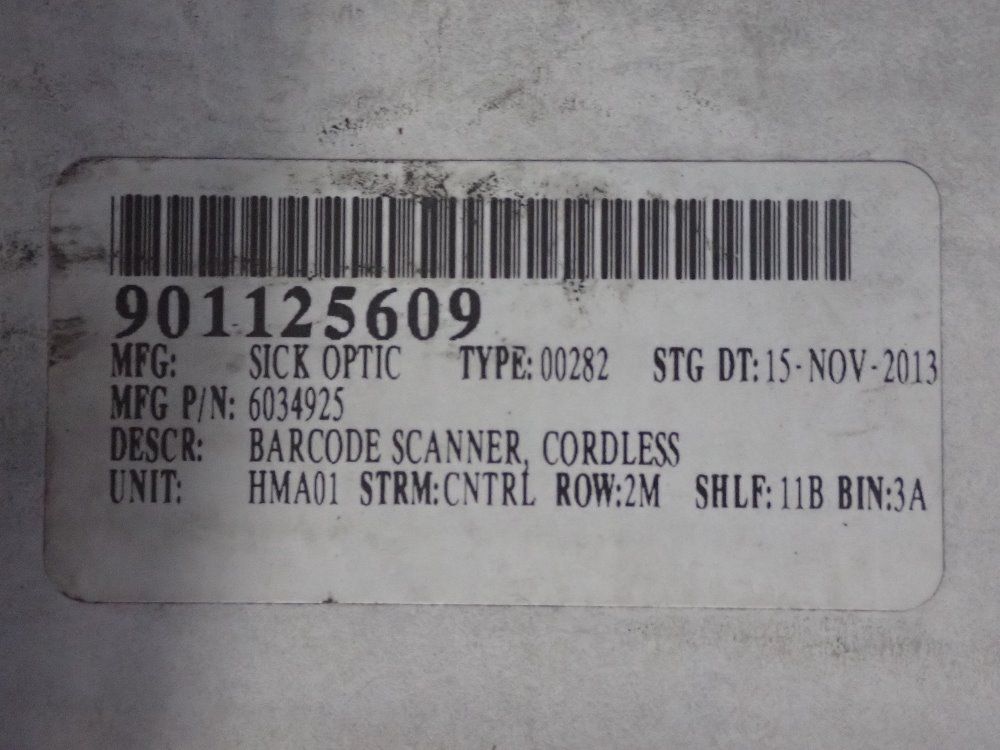 901125609
MFG: SICK OPTIC TYPE: 00282 STG DT: 15-NOV-2013
MFG P/N: 6034925
DESCR: BARCODE SCANNER, CORDLESS
UNIT: HMA01 STRM:CNTRL ROW:2M SHLF: 11B BIN:3A